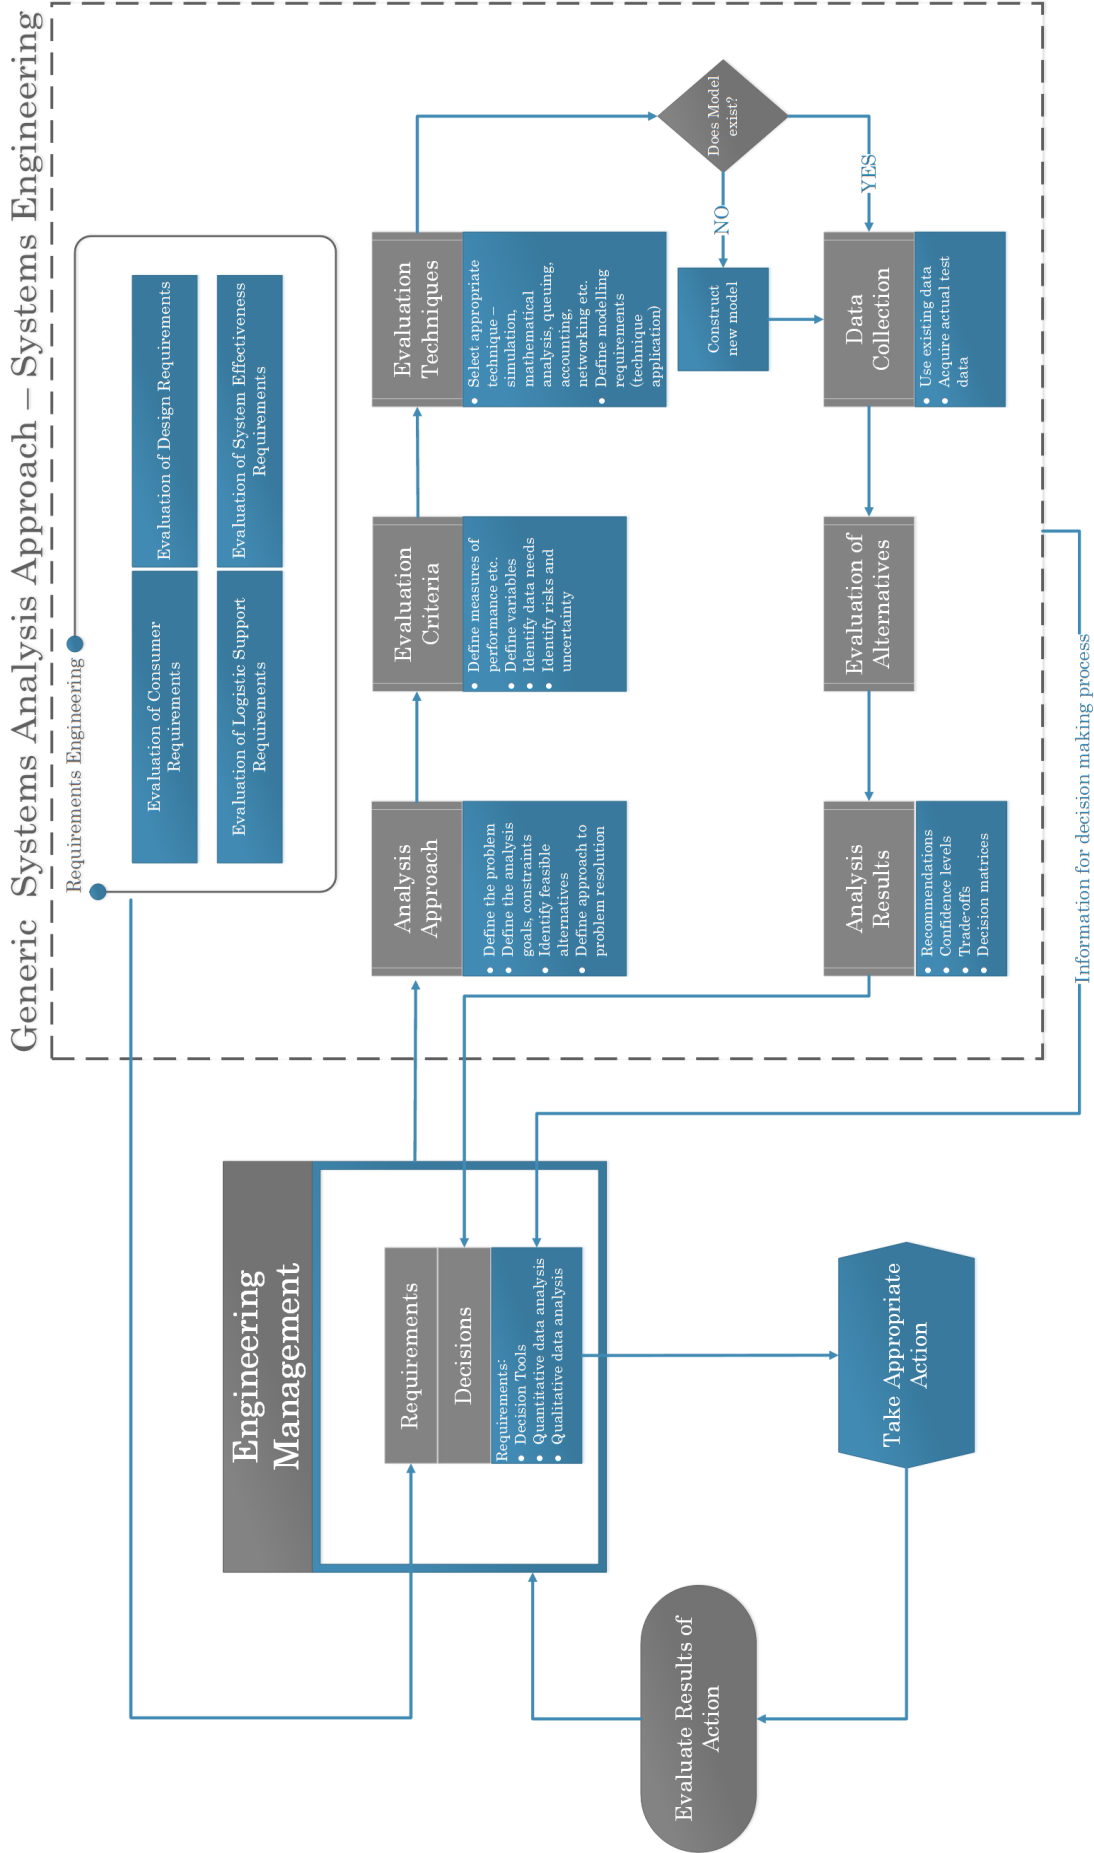 Generic Systems Analysis Approach – Systems Engineering
Requirements Engineering
Evaluation of Consumer
Requirements
Evaluation of Design Requirements
Evaluation of Logistic Support
Requirements
Evaluation of System Effectiveness
Requirements
Engineering
Management
Requirements
Decisions
Requirements:
• Decision Tools
• Quantitative data analysis
• Qualitative data analysis
Analysis
Approach
• Define the problem
• Define the analysis
goals, constraints
• Identify feasible
alternatives
• Define approach to
problem resolution
Evaluation
Criteria
• Define measures of
performance etc.
• Define variables
• Identify data needs
• Identify risks and
uncertainty
Evaluation
Techniques
• Select appropriate
technique –
simulation,
mathematical
analysis, queuing,
accounting,
networking etc.
• Define modelling
requirements
(technique
application)
Does Model
exist?
NO
YES
Construct
new model
Data
Collection
• Use existing data
• Acquire actual test
data
Evaluation of
Alternatives
Analysis
Results
• Recommendations
• Confidence levels
• Trade-offs
• Decision matrices
Take Appropriate
Action
Evaluate Results of
Action
Information for decision making process